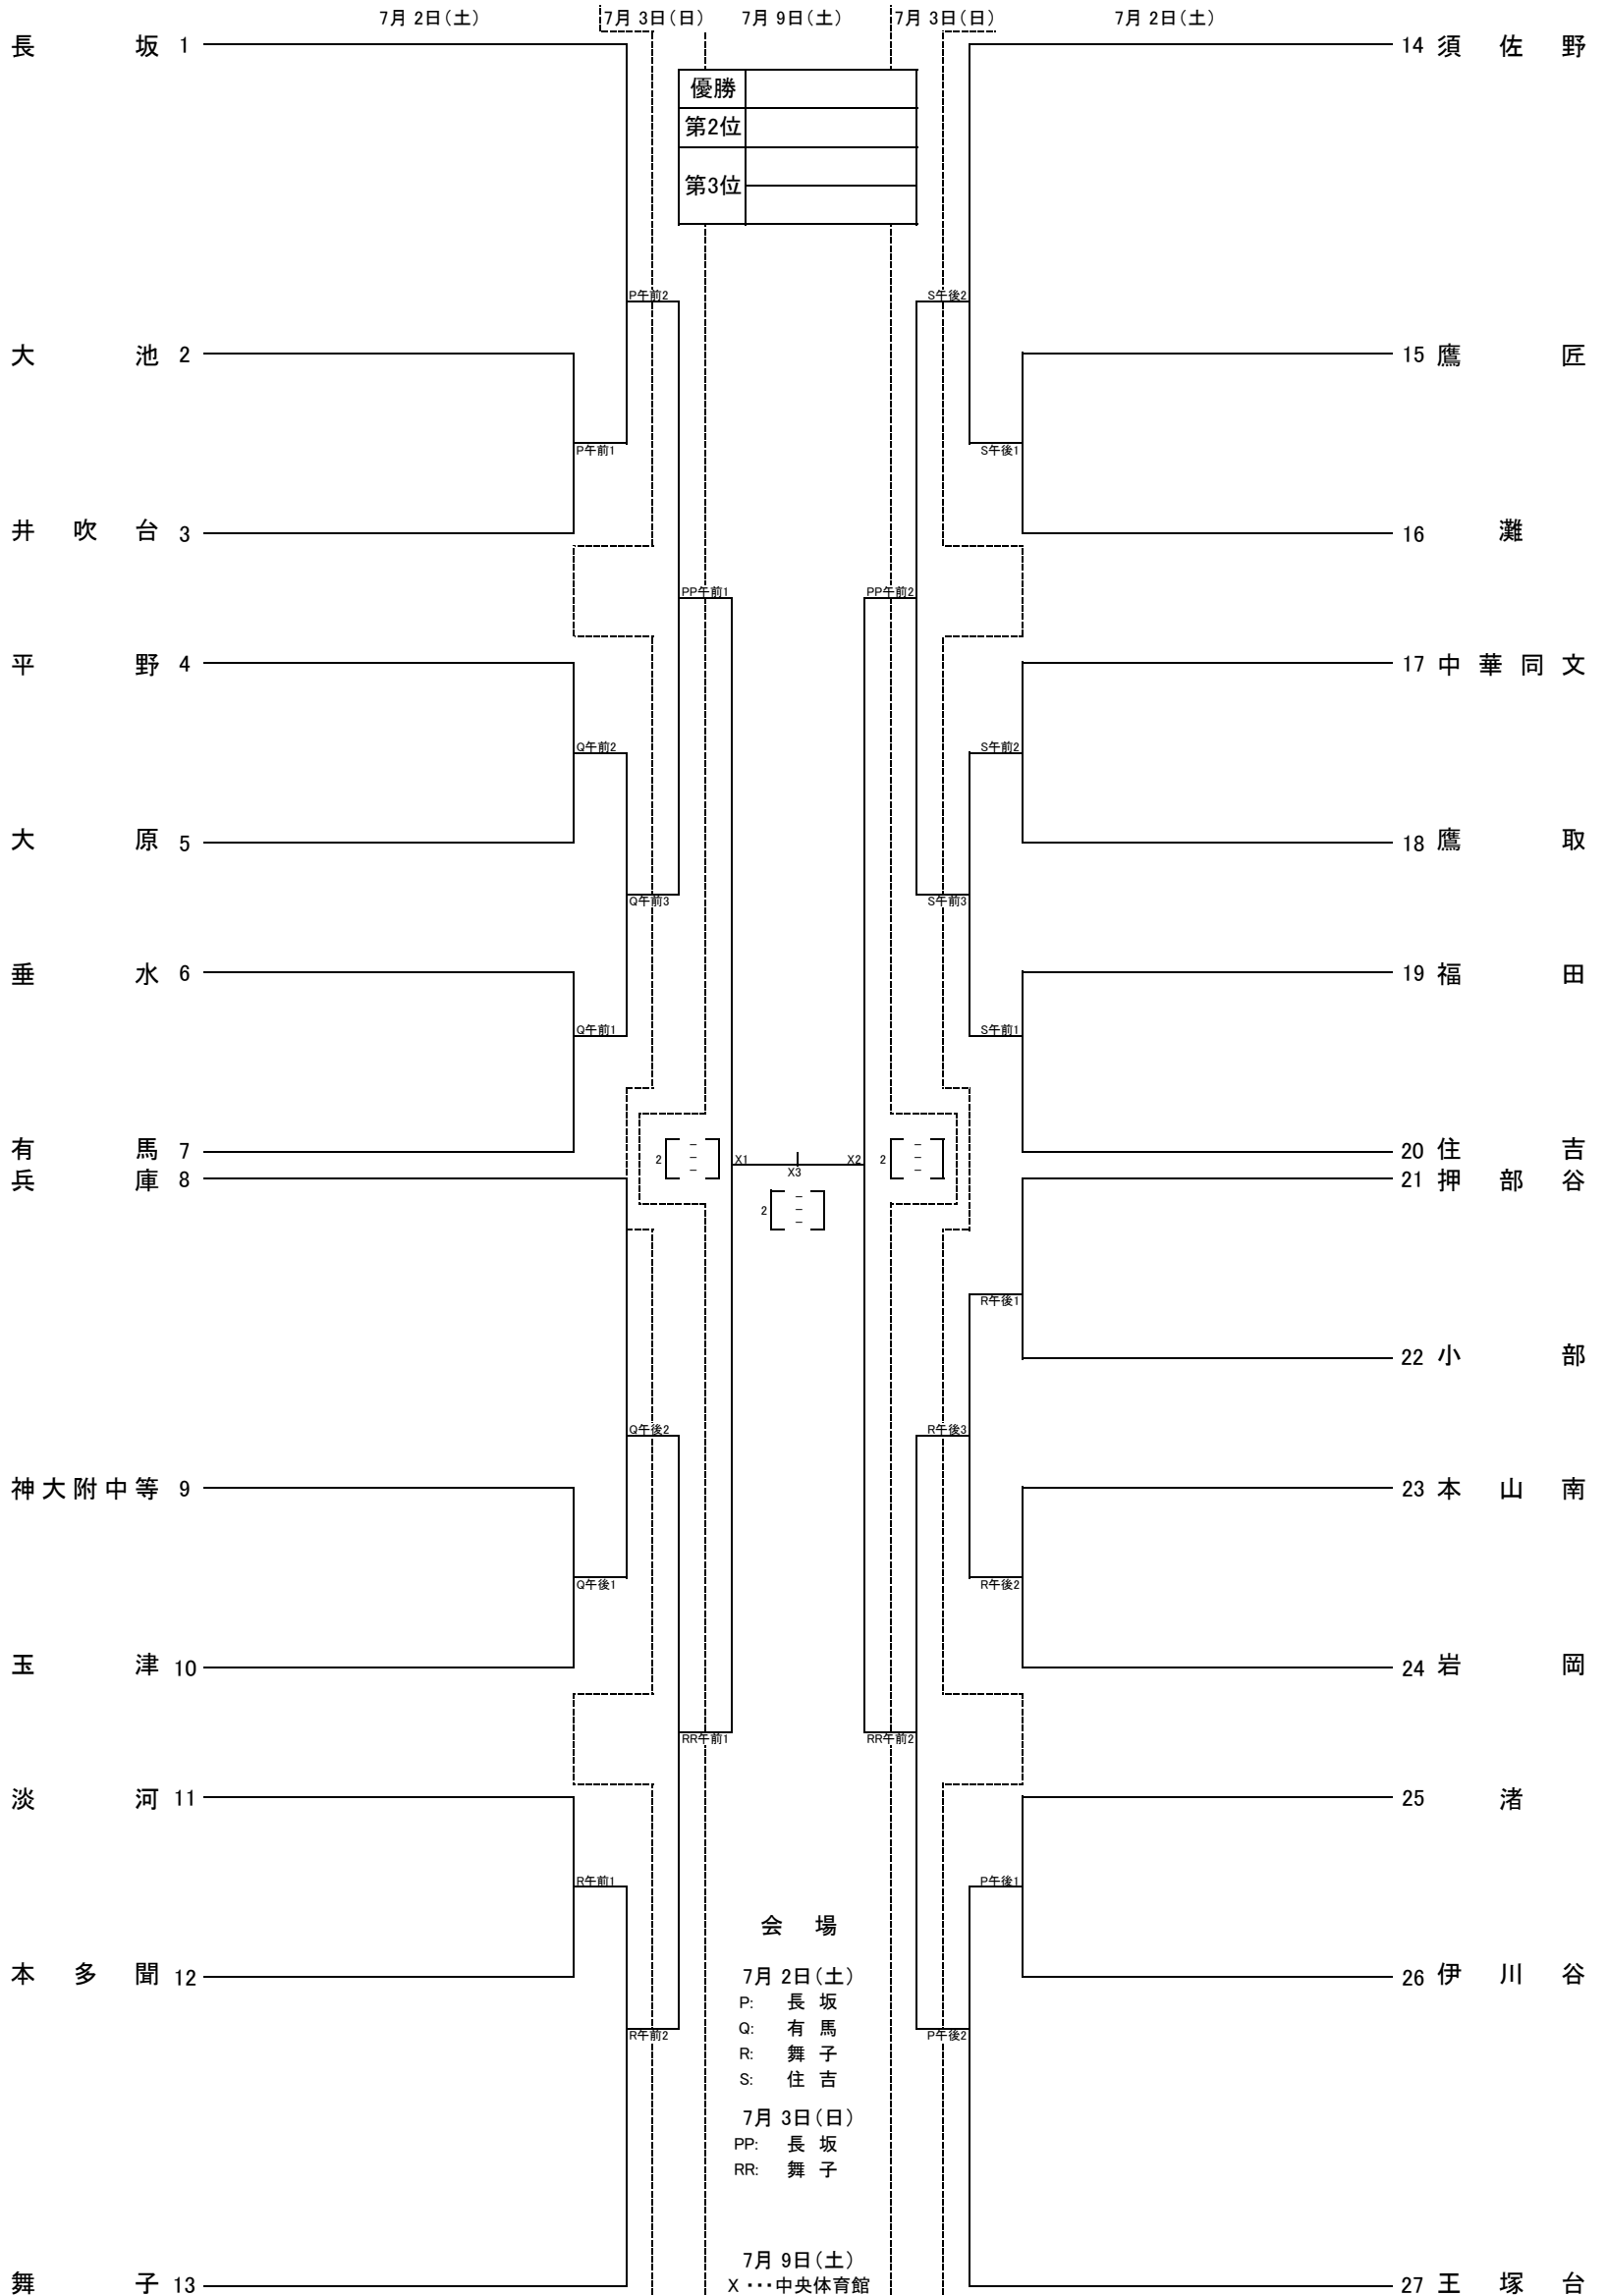 7月 2日(土) 7月 3日(日) 7月 9日(土) 7月 3日(日) 7月 2日(土)
長坂 1 14 須佐野
優勝
第2位
第3位
P午前2 S午後2
大池 2 15 鷹匠
P午前1 S午後1
井吹台 3 16 灘
PP午前1 PP午前2
平野 4 17 中華同文
Q午前2 S午前2
大原 5 18 鷹取
Q午前3 S午前3
垂水 6 19 福田
Q午前1 S午前1
有馬 7 20 住吉
2 - - - X1 X3 X2 2 - - -
兵庫 8 21 押部谷
2 - - -
R午後1
22 小部
Q午後2 R午後3
神大附中等 9 23 本山南
Q午後1 R午後2
玉津 10 24 岩岡
RR午前1 RR午前2
淡河 11 25 渚
R午前1 P午後1
会場
本多聞 12 26 伊川谷
7月 2日(土)
P: 長坂
Q: 有馬
R: 舞子
S: 住吉
R午前2 P午後2
7月 3日(日)
PP: 長坂
RR: 舞子
7月 9日(土)
X ・・・中央体育館
舞子 13 27 王塚台